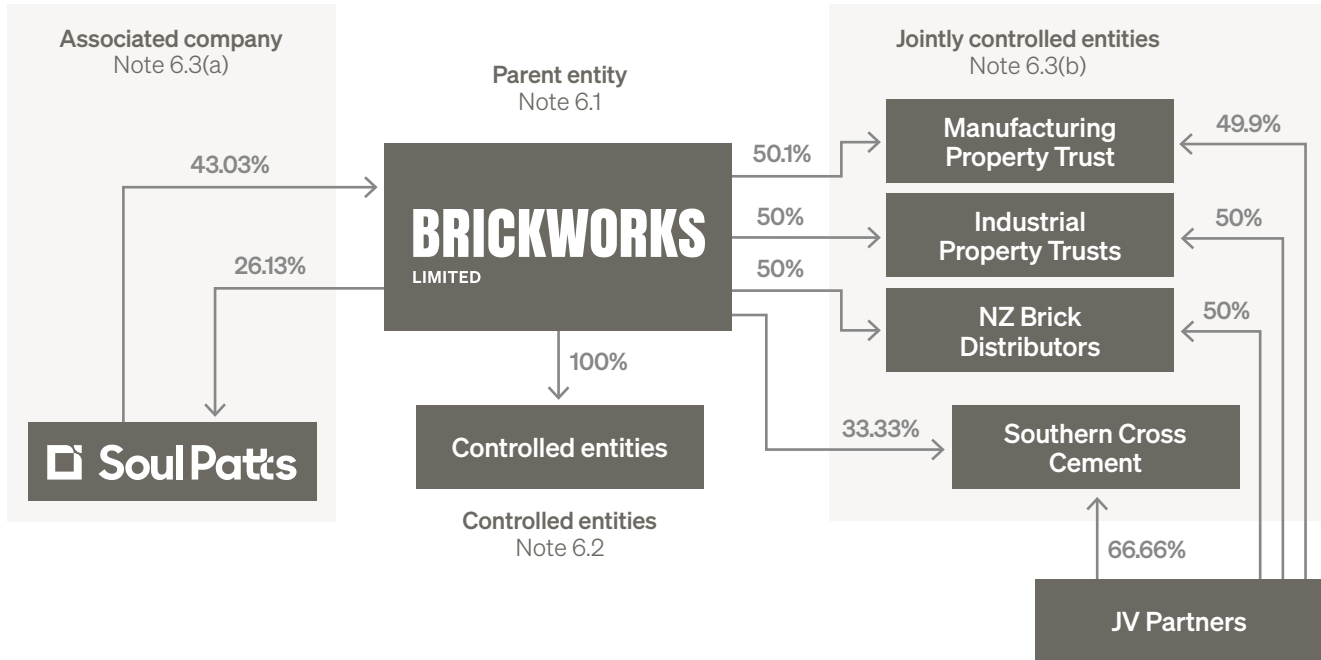 Associated company
Note 6.3(a)
43.03%
26.13%
Soul Patts
Parent entity
Note 6.1
BRICKWORKS
LIMITED
100%
Controlled entities
Controlled entities
Note 6.2
Jointly controlled entities
Note 6.3(b)
50.1%
Manufacturing
Property Trust
49.9%
50%
Industrial
Property Trusts
50%
50%
NZ Brick
Distributors
50%
33.33%
Southern Cross
Cement
66.66%
JV Partners